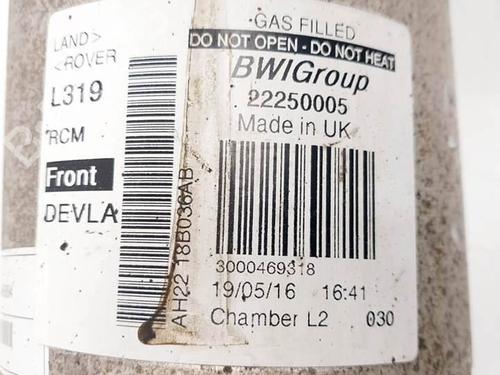 GAS FILLED
DO NOT OPEN - DO NOT HEAT
BWIGroup
22250005
Made in UK
3000469318
19/05/16 16:41
Chamber L2 030
LAND>
<ROVER
L319
RCM
Front
DEVLA
AH22 18B036AB